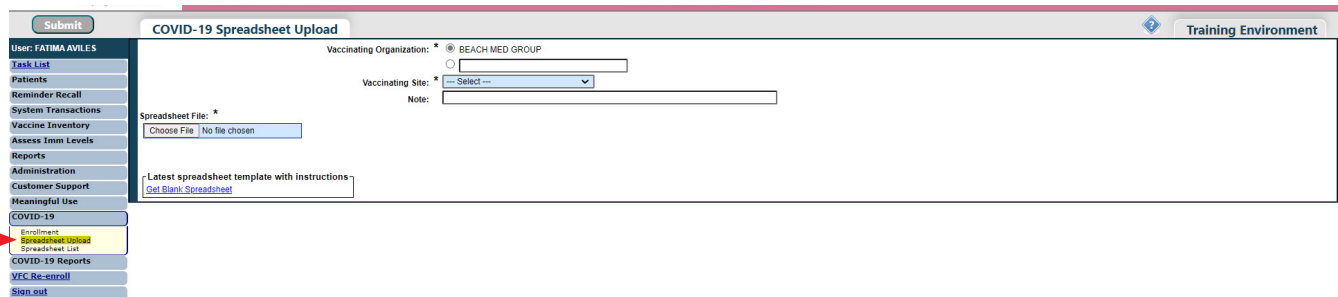 Submit
COVID-19 Spreadsheet Upload
?
Training Environment
User: FATIMA AVILES
Task List
Patients
Reminder Recall
System Transactions
Vaccine Inventory
Assess Imm Levels
Reports
Administration
Customer Support
Meaningful Use
COVID-19
Enrollment
Spreadsheet Upload
Spreadsheet List
COVID-19 Reports
VFC Re-enroll
Sign out
Vaccinating Organization: * BEACH MED GROUP
Vaccinating Site: * --- Select ---
Note:
Spreadsheet File: *
Choose File No file chosen
Latest spreadsheet template with instructions
Get Blank Spreadsheet